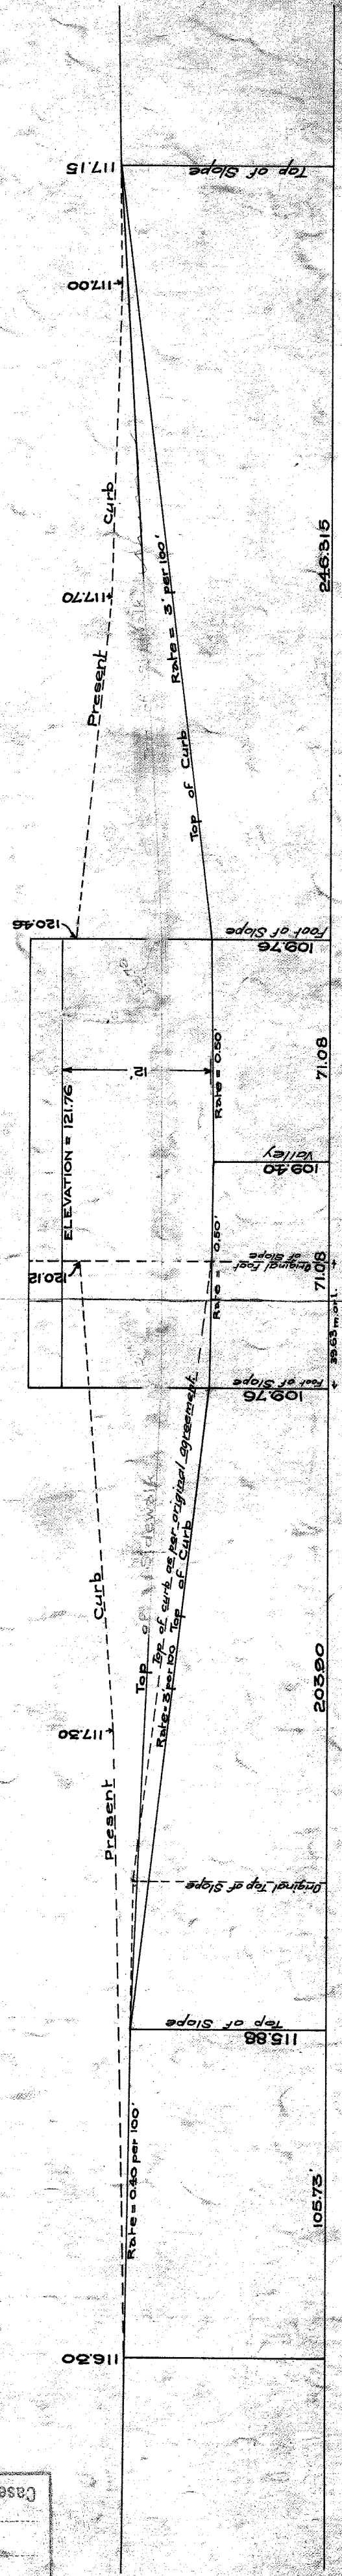 117.15
Top of Slope
117.00
Curb
117.70
Present
246.315
Rate = 3' per 100'
Top of Curb
120.46
Foot of Slope
109.76
71.08
Rate = 0.50'
12'
ELEVATION = 121.76
Valley
109.40
120.12
Original Foot
of Slope
71.08
Rate = 0.50'
39.63 m.or l.
Foot of Slope
109.76
Top of Sidewalk
Top of curb as per original agreement
Rate = 3 per 100 Top of Curb
203.90
Curb
117.30
Present
Original Top of Slope
Top of Slope
115.88
Rate = 0.40 per 100'
105.73'
116.30
Case